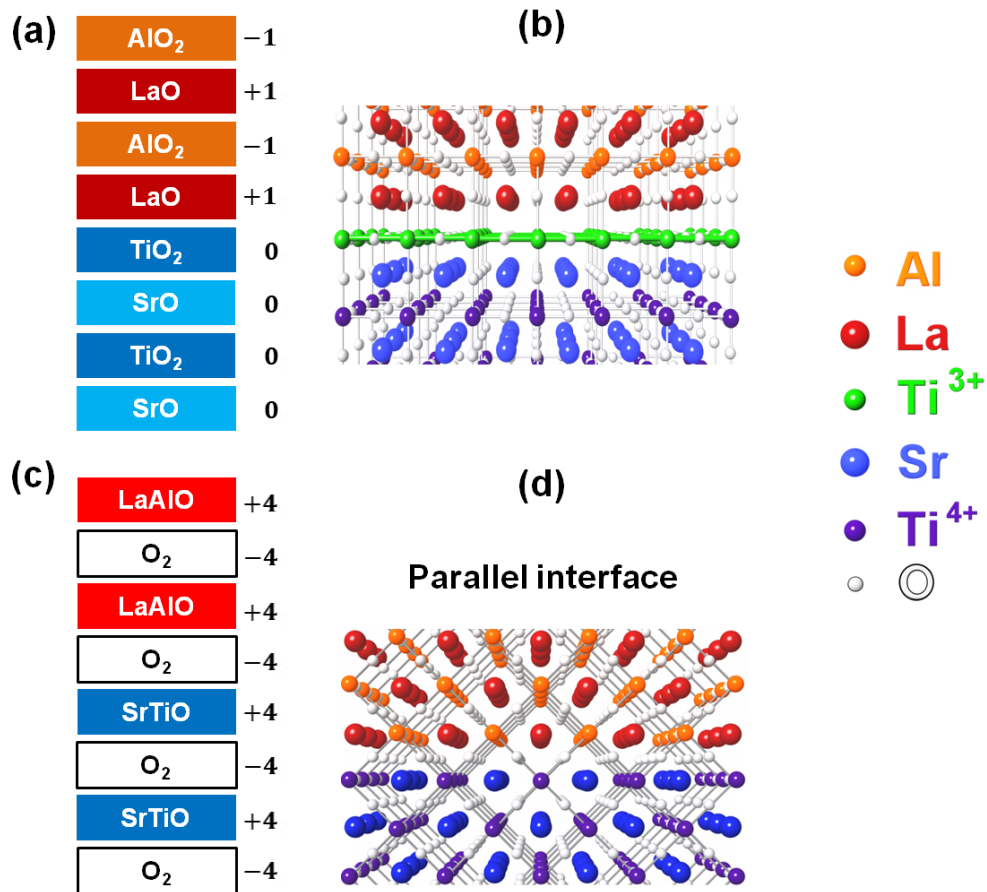 (a)
AlO₂ −1
LaO +1
AlO₂ −1
LaO +1
TiO₂ 0
SrO 0
TiO₂ 0
SrO 0
(b)
(c)
LaAlO +4
O₂ −4
LaAlO +4
O₂ −4
SrTiO +4
O₂ −4
SrTiO +4
O₂ −4
(d)
Parallel interface
Al
La
Ti³⁺
Sr
Ti⁴⁺
O